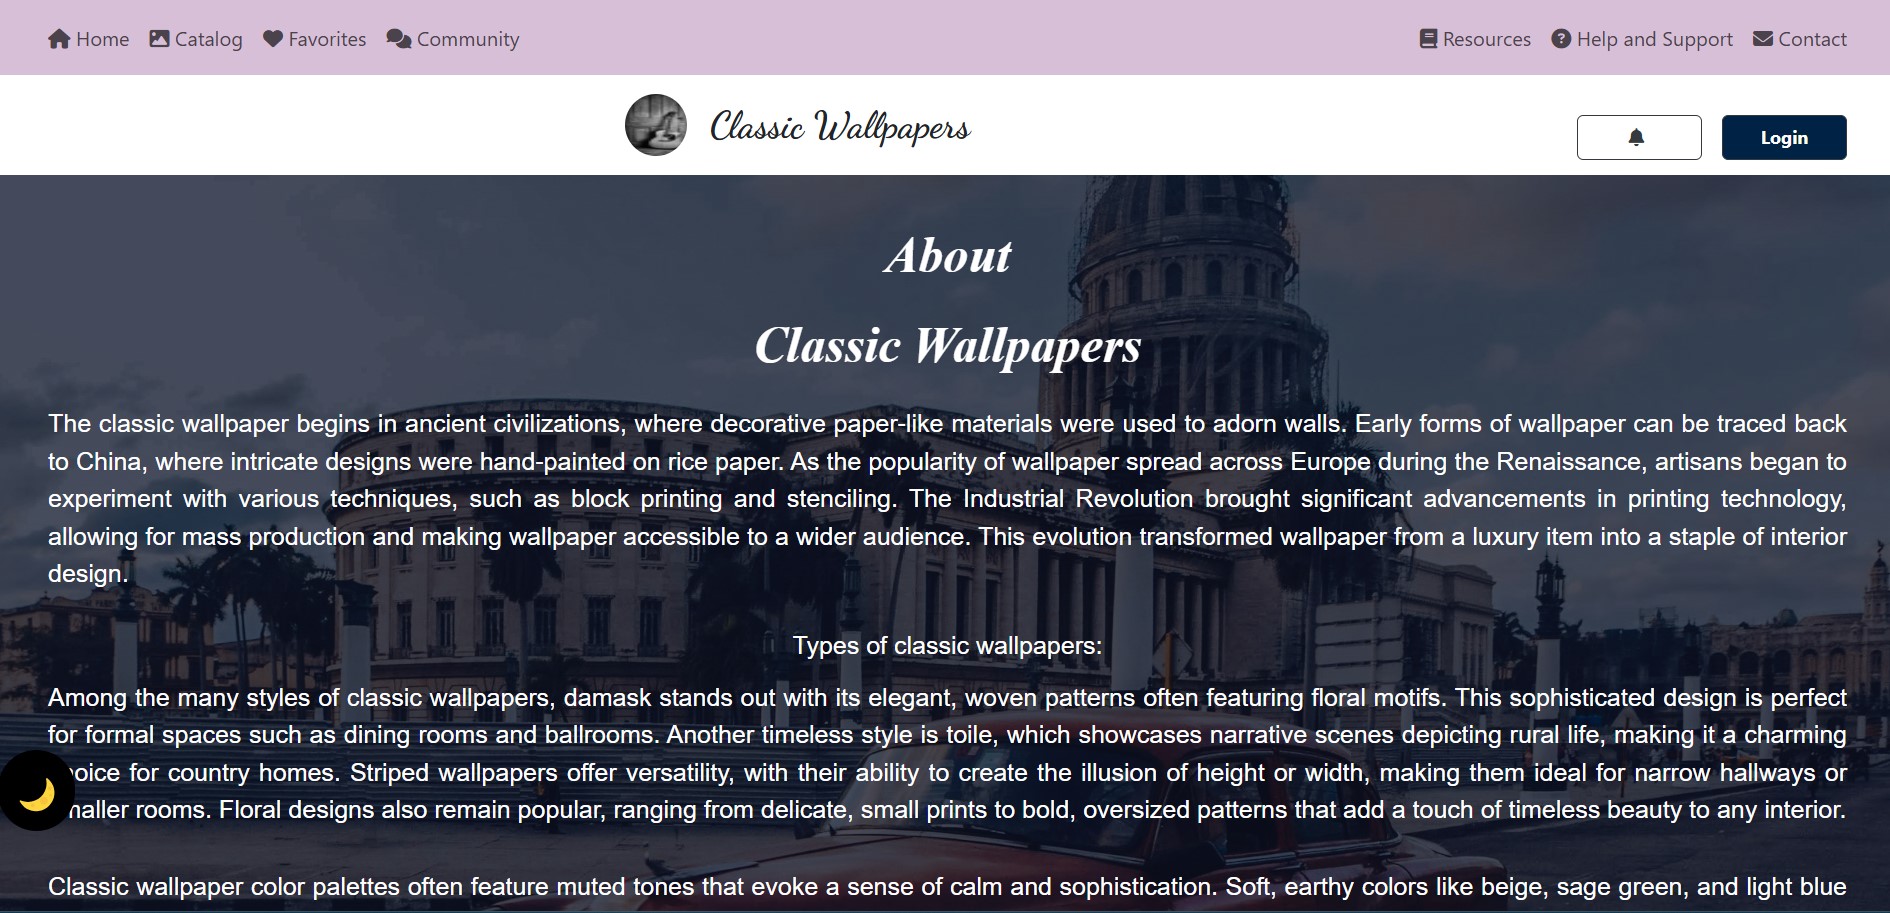 Home Catalog Favorites Community Resources Help and Support Contact
Classic Wallpapers
Login
About
Classic Wallpapers
The classic wallpaper begins in ancient civilizations, where decorative paper-like materials were used to adorn walls. Early forms of wallpaper can be traced back
to China, where intricate designs were hand-painted on rice paper. As the popularity of wallpaper spread across Europe during the Renaissance, artisans began to
experiment with various techniques, such as block printing and stenciling. The Industrial Revolution brought significant advancements in printing technology,
allowing for mass production and making wallpaper accessible to a wider audience. This evolution transformed wallpaper from a luxury item into a staple of interior
design.
Types of classic wallpapers:
Among the many styles of classic wallpapers, damask stands out with its elegant, woven patterns often featuring floral motifs. This sophisticated design is perfect
for formal spaces such as dining rooms and ballrooms. Another timeless style is toile, which showcases narrative scenes depicting rural life, making it a charming
oice for country homes. Striped wallpapers offer versatility, with their ability to create the illusion of height or width, making them ideal for narrow hallways or
maller rooms. Floral designs also remain popular, ranging from delicate, small prints to bold, oversized patterns that add a touch of timeless beauty to any interior.
Classic wallpaper color palettes often feature muted tones that evoke a sense of calm and sophistication. Soft, earthy colors like beige, sage green, and light blue